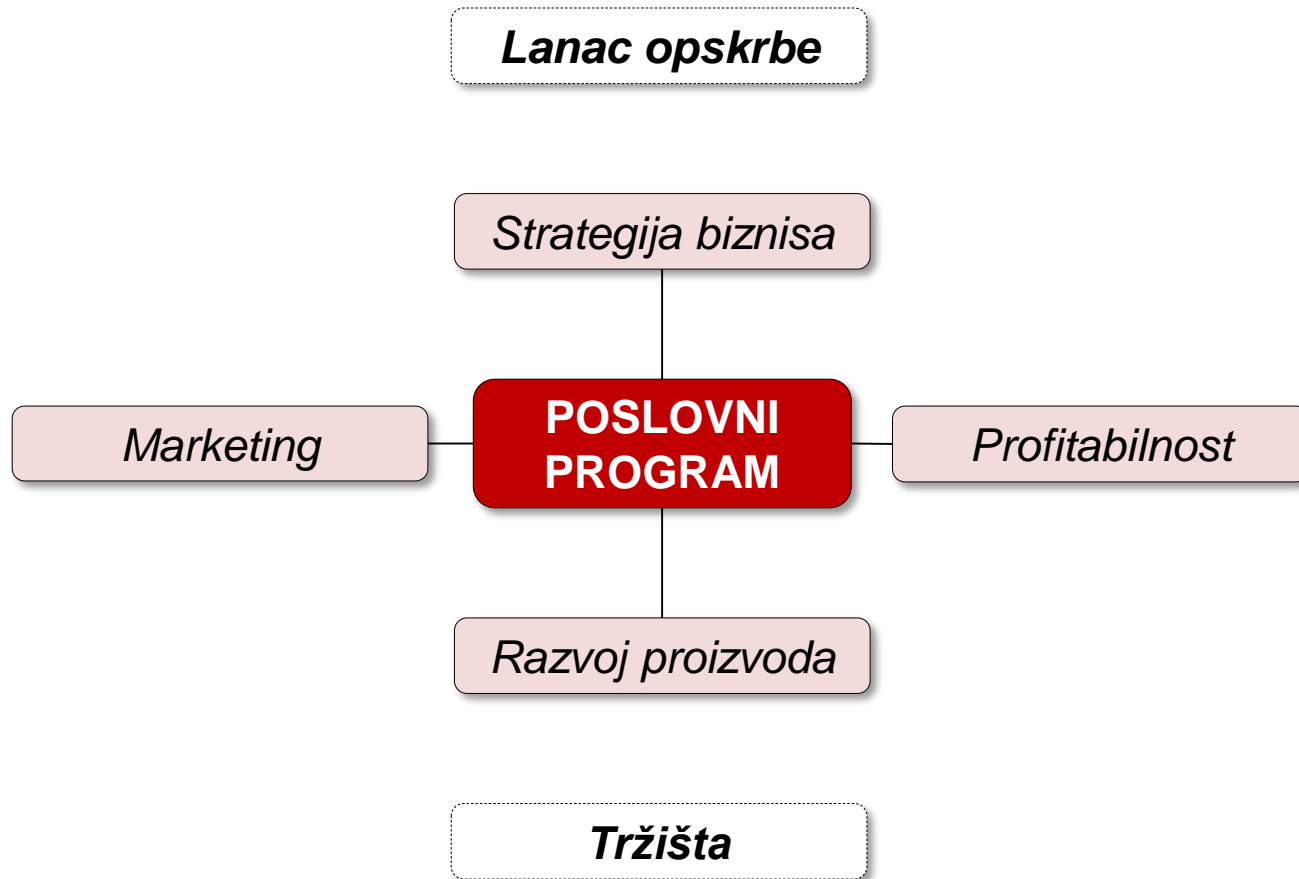 Lanac opskrbe
Strategija biznisa
Marketing
POSLOVNI
PROGRAM
Profitabilnost
Razvoj proizvoda
Tržišta